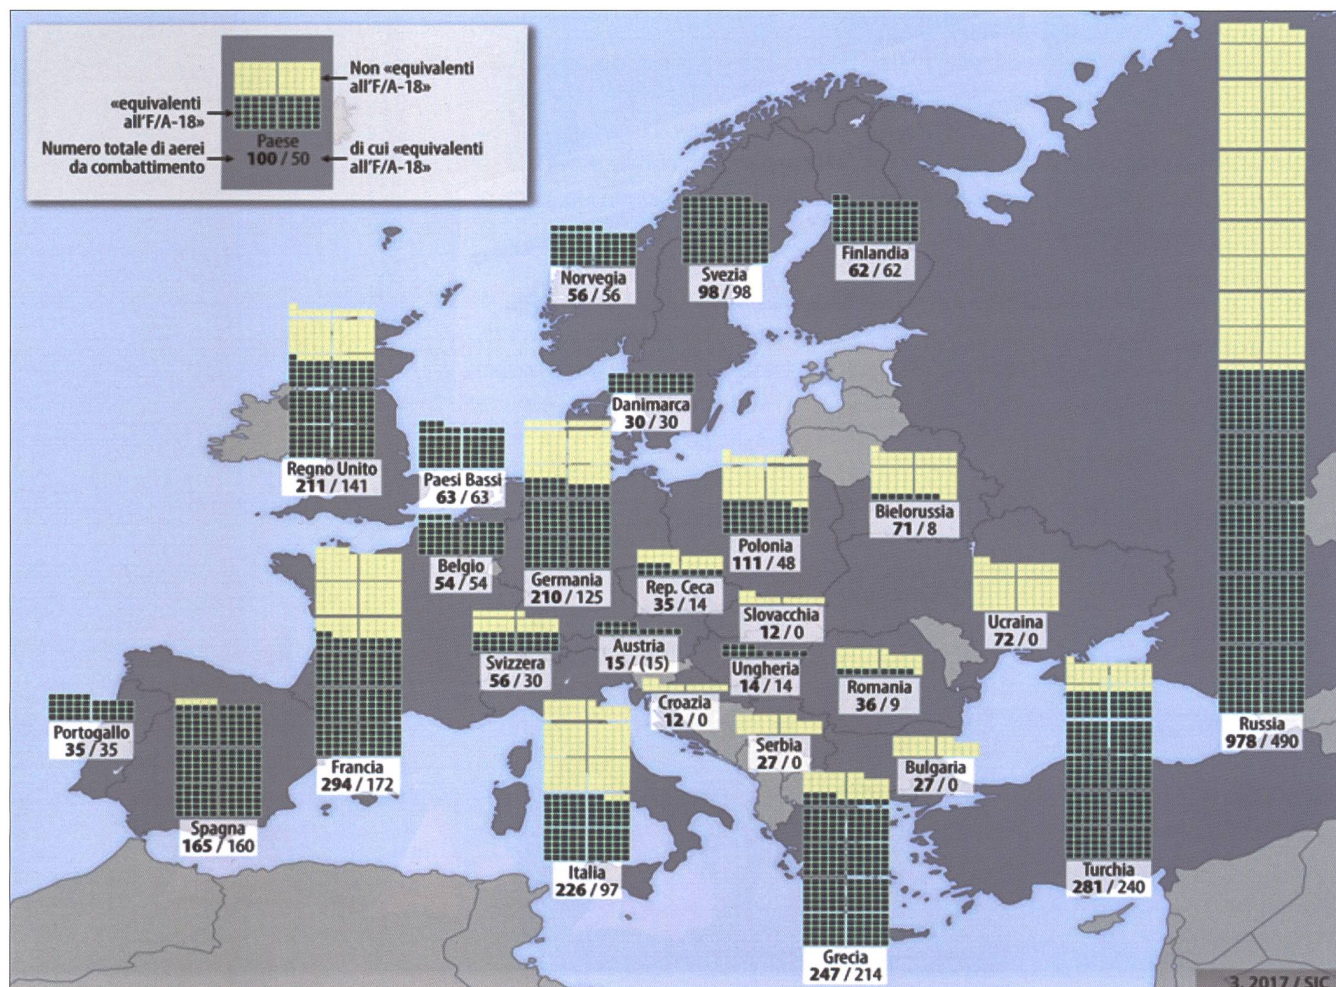 Non «equivalenti
all'F/A-18»
«equivalenti
all'F/A-18»
Paese
100 / 50
Numero totale di aerei
da combattimento
di cui «equivalenti
all'F/A-18»
Norvegia
56 / 56
Svezia
98 / 98
Finlandia
62 / 62
Danimarca
30 / 30
Regno Unito
211 / 141
Paesi Bassi
63 / 63
Belgio
54 / 54
Germania
210 / 125
Polonia
111 / 48
Bielorussia
71 / 8
Rep. Ceca
35 / 14
Slovacchia
12 / 0
Ucraina
72 / 0
Svizzera
56 / 30
Austria
15 / (15)
Ungheria
14 / 14
Romania
36 / 9
Croazia
12 / 0
Serbia
27 / 0
Bulgaria
27 / 0
Russia
978 / 490
Portogallo
35 / 35
Spagna
165 / 160
Francia
294 / 172
Italia
226 / 97
Grecia
247 / 214
Turchia
281 / 240
3. 2017 / SIC